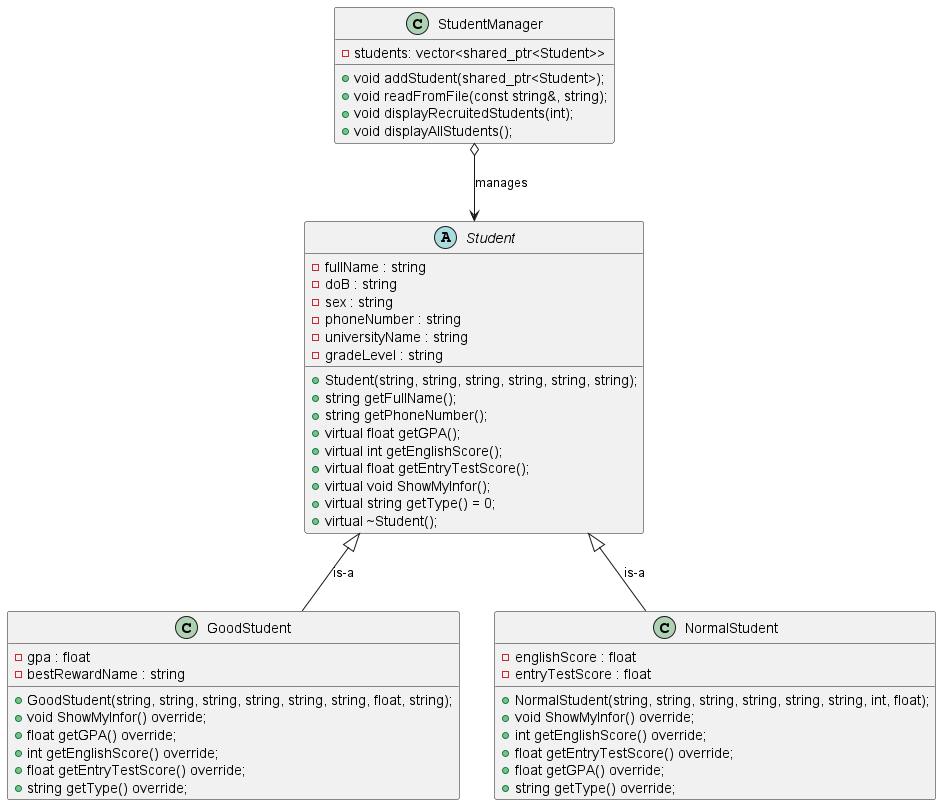 C StudentManager
students: vector<shared_ptr<Student>>
void addStudent(shared_ptr<Student>);
void readFromFile(const string&, string);
void displayRecruitedStudents(int);
void displayAllStudents();
manages
A Student
fullName : string
doB : string
sex : string
phoneNumber : string
universityName : string
gradeLevel : string
Student(string, string, string, string, string, string);
string getFullName();
string getPhoneNumber();
virtual float getGPA();
virtual int getEnglishScore();
virtual float getEntryTestScore();
virtual void ShowMyInfor();
virtual string getType() = 0;
virtual ~Student();
is-a
is-a
C GoodStudent
gpa : float
bestRewardName : string
GoodStudent(string, string, string, string, string, string, float, string);
void ShowMyInfor() override;
float getGPA() override;
int getEnglishScore() override;
float getEntryTestScore() override;
string getType() override;
C NormalStudent
englishScore : float
entryTestScore : float
NormalStudent(string, string, string, string, string, string, int, float);
void ShowMyInfor() override;
int getEnglishScore() override;
float getEntryTestScore() override;
float getGPA() override;
string getType() override;